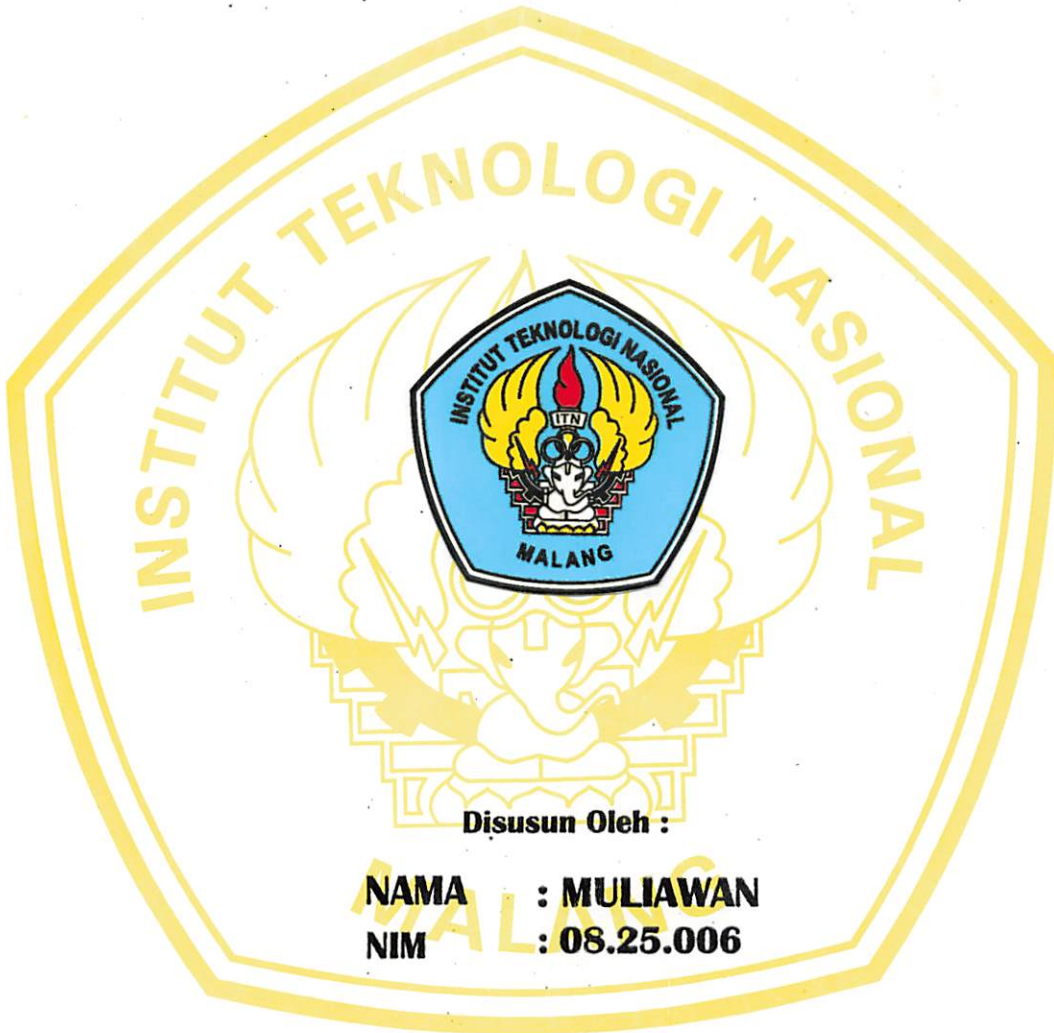 INSTITUT TEKNOLOGI NASIONAL
INSTITUT TEKNOLOGI NASIONAL
ITN
MALANG
Disusun Oleh :
NAMA : MULIAWAN
NIM : 08.25.006
MALANG